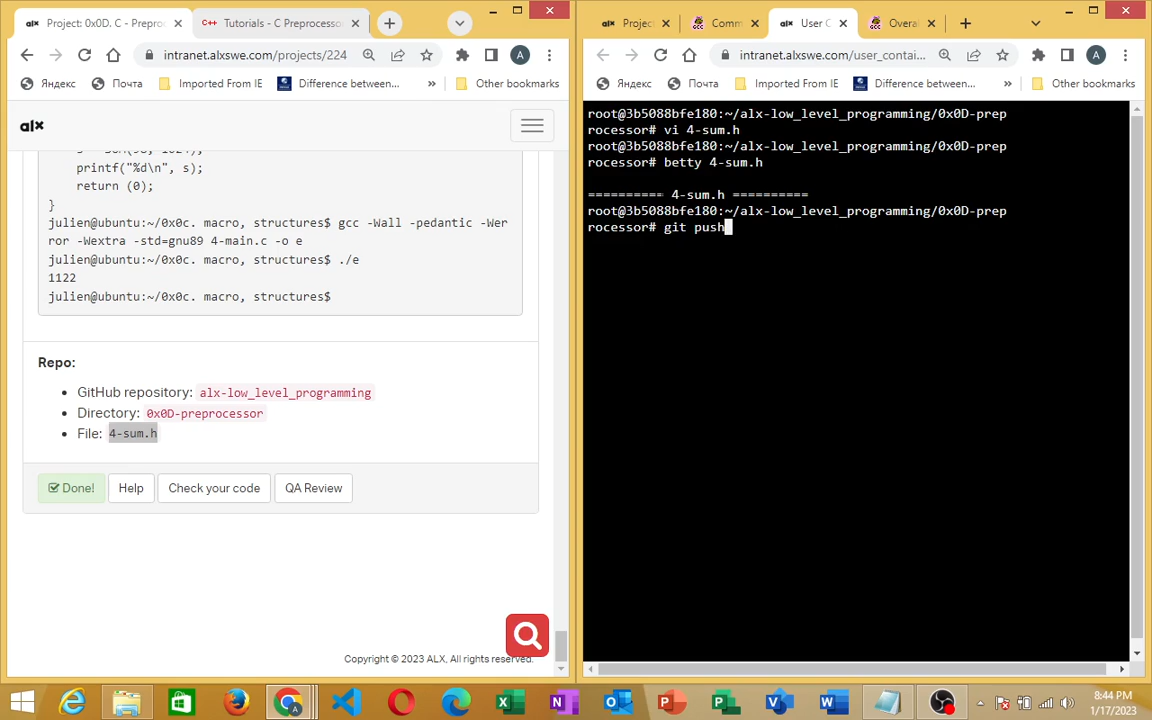 Project: 0x0D. C - Prepro
Tutorials - C Preprocesso
intranet.alxswe.com/projects/224
A
Яндекс
Почта
Imported From IE
Difference between...
»
Other bookmarks
alx
printf("%d\n", s);
return (0);
}
julien@ubuntu:~/0x0c. macro, structures$ gcc -Wall -pedantic -Wer
ror -Wextra -std=gnu89 4-main.c -o e
julien@ubuntu:~/0x0c. macro, structures$ ./e
1122
julien@ubuntu:~/0x0c. macro, structures$
Repo:
GitHub repository: alx-low_level_programming
Directory: 0x0D-preprocessor
File: 4-sum.h
Done!
Help
Check your code
QA Review
Copyright © 2023 ALX, All rights reserved.
Projec
Comm
User C
Overal
intranet.alxswe.com/user_contai...
A
Яндекс
Почта
Imported From IE
Difference between...
»
Other bookmarks
root@3b5088bfe180:~/alx-low_level_programming/0x0D-prep
rocessor# vi 4-sum.h
root@3b5088bfe180:~/alx-low_level_programming/0x0D-prep
rocessor# betty 4-sum.h
========== 4-sum.h ==========
root@3b5088bfe180:~/alx-low_level_programming/0x0D-prep
rocessor# git push
8:44 PM
1/17/2023